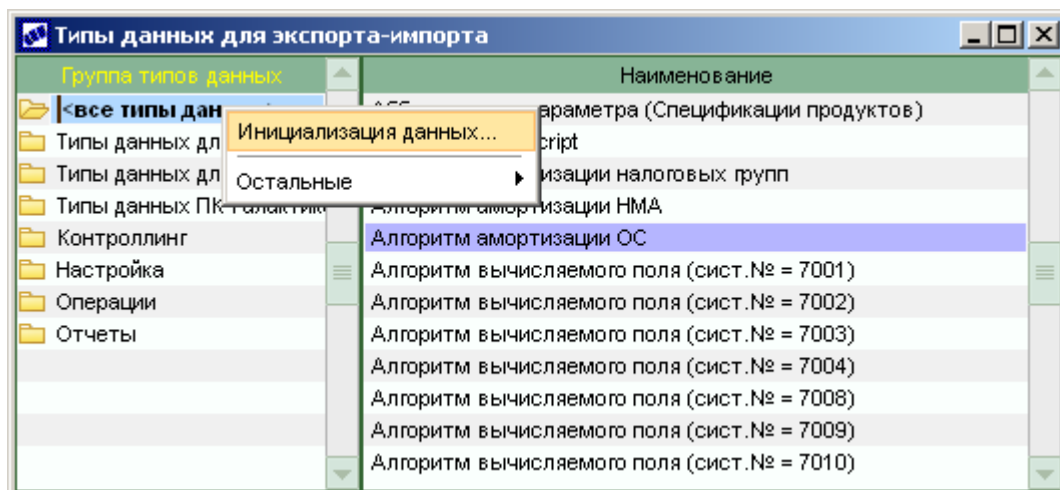 Типы данных для экспорта-импорта
Группа типов данных
<все типы дан
Типы данных дл
Типы данных дл
Типы данных ПК Галактик
Контроллинг
Настройка
Операции
Отчеты
Инициализация данных...
Остальные
Наименование
араметра (Спецификации продуктов)
cript
изации налоговых групп
Алгоритм амортизации НМА
Алгоритм амортизации ОС
Алгоритм вычисляемого поля (сист.№ = 7001)
Алгоритм вычисляемого поля (сист.№ = 7002)
Алгоритм вычисляемого поля (сист.№ = 7003)
Алгоритм вычисляемого поля (сист.№ = 7004)
Алгоритм вычисляемого поля (сист.№ = 7008)
Алгоритм вычисляемого поля (сист.№ = 7009)
Алгоритм вычисляемого поля (сист.№ = 7010)